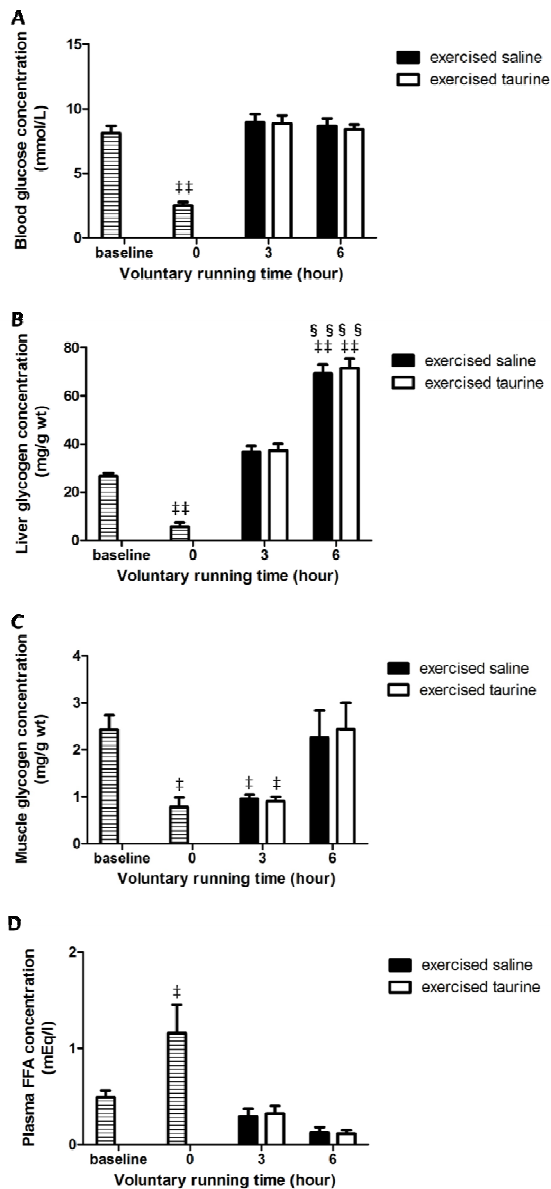 A
Blood glucose concentration
(mmol/L)
15
10
5
0
‡‡
exercised saline
exercised taurine
baseline 0 3 6
Voluntary running time (hour)
B
Liver glycogen concentration
(mg/g wt)
80
60
40
20
0
‡‡
§ § § §
‡‡ ‡‡
exercised saline
exercised taurine
baseline 0 3 6
Voluntary running time (hour)
C
Muscle glycogen concentration
(mg/g wt)
4
3
2
1
0
‡ ‡ ‡
exercised saline
exercised taurine
baseline 0 3 6
Voluntary running time (hour)
D
Plasma FFA concentration
(mEq/l)
2
1
0
‡
exercised saline
exercised taurine
baseline 0 3 6
Voluntary running time (hour)